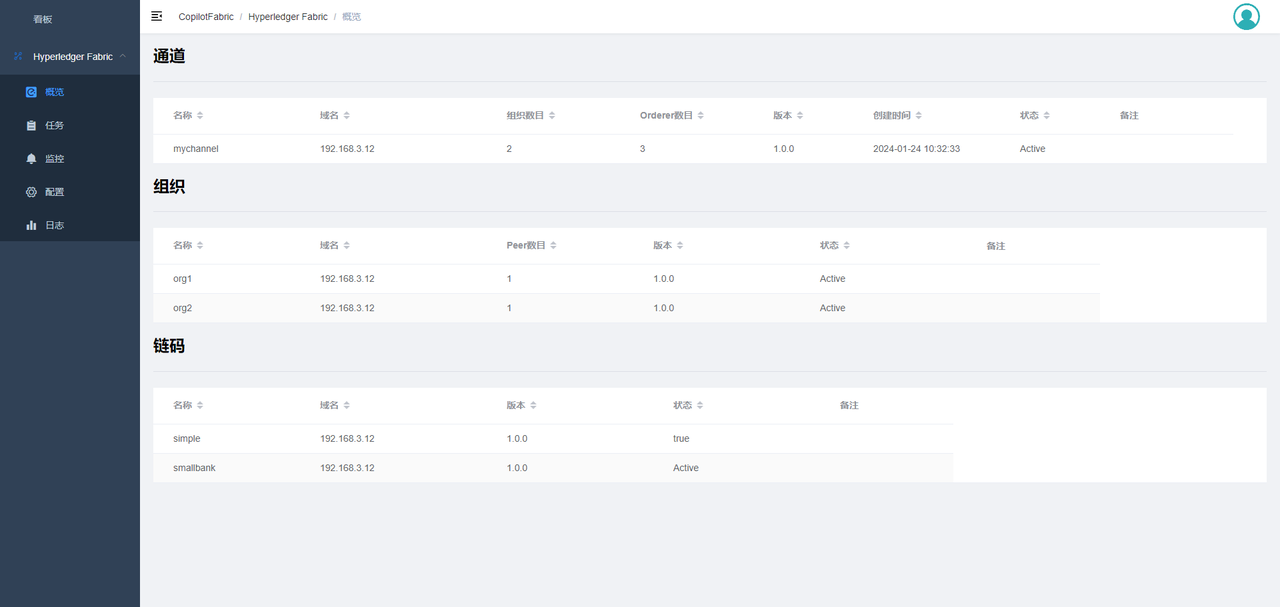 看板
Hyperledger Fabric
概览
任务
监控
配置
日志
CopilotFabric / Hyperledger Fabric / 概览
通道
名称 域名 组织数目 Orderer数目 版本 创建时间 状态 备注
mychannel 192.168.3.12 2 3 1.0.0 2024-01-24 10:32:33 Active
组织
名称 域名 Peer数目 版本 状态 备注
org1 192.168.3.12 1 1.0.0 Active
org2 192.168.3.12 1 1.0.0 Active
链码
名称 域名 版本 状态 备注
simple 192.168.3.12 1.0.0 true
smallbank 192.168.3.12 1.0.0 Active